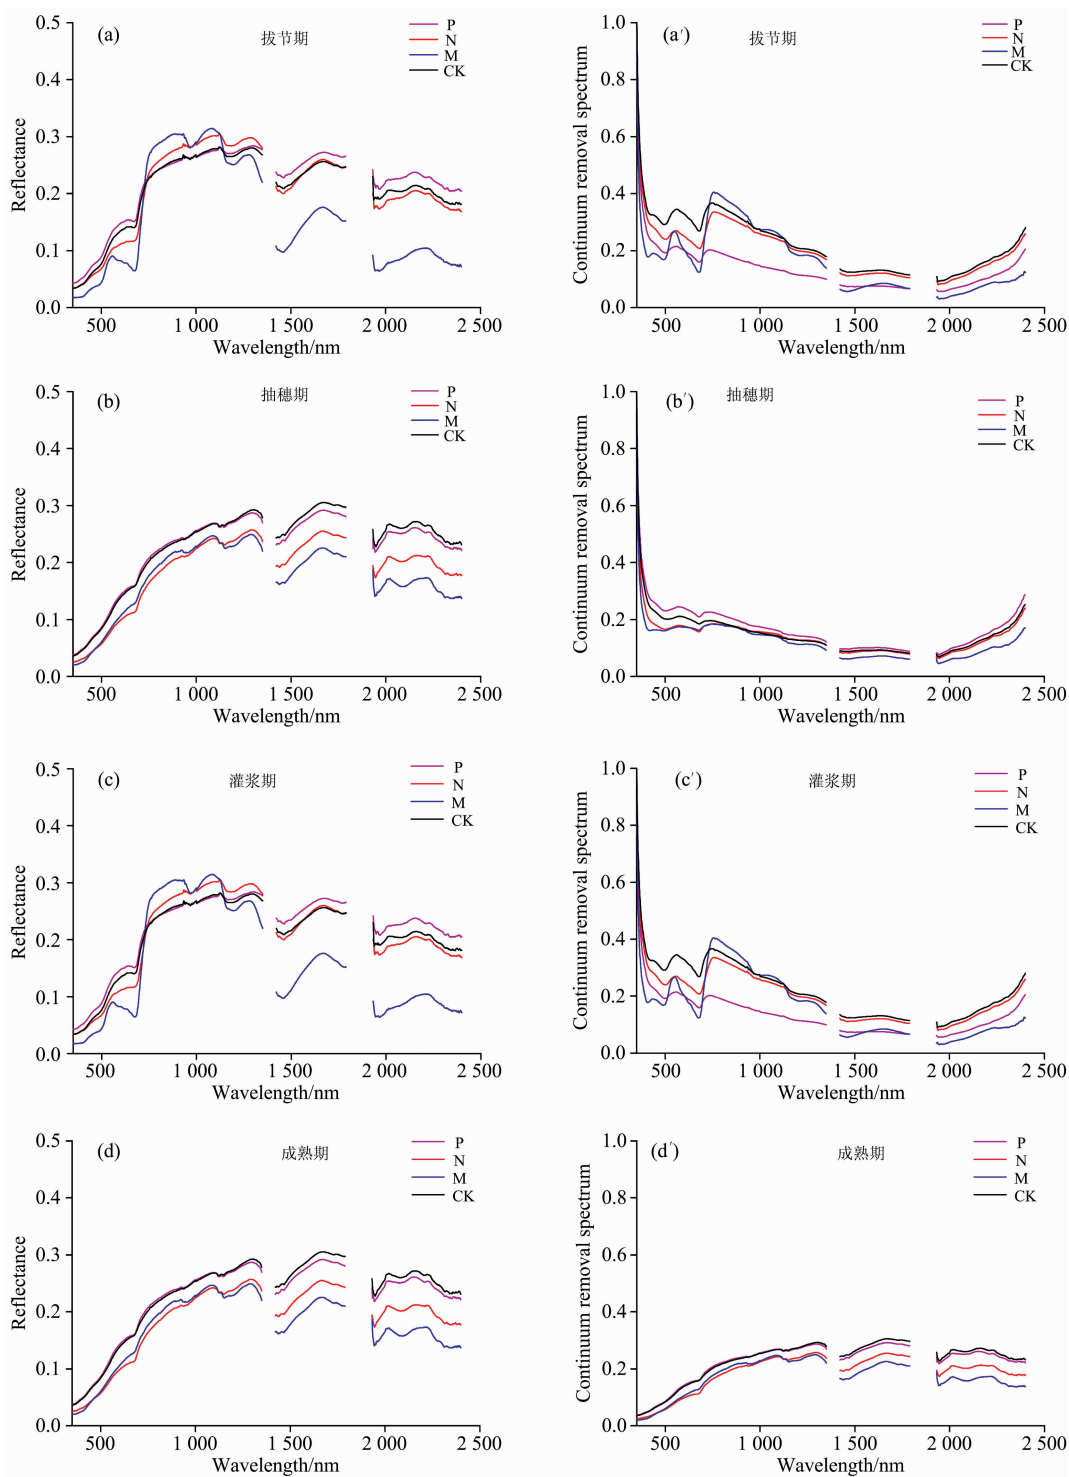 (a)
拔节期
P
N
M
CK
0.5
0.4
0.3
0.2
0.1
0.0
Reflectance
500
1 000
1 500
2 000
2 500
Wavelength/nm
(a′)
拔节期
P
N
M
CK
1.0
0.8
0.6
0.4
0.2
0.0
Continuum removal spectrum
500
1 000
1 500
2 000
2 500
Wavelength/nm
(b)
抽穗期
P
N
M
CK
0.5
0.4
0.3
0.2
0.1
0.0
Reflectance
500
1 000
1 500
2 000
2 500
Wavelength/nm
(b′)
抽穗期
P
N
M
CK
1.0
0.8
0.6
0.4
0.2
0.0
Continuum removal spectrum
500
1 000
1 500
2 000
2 500
Wavelength/nm
(c)
灌浆期
P
N
M
CK
0.5
0.4
0.3
0.2
0.1
0.0
Reflectance
500
1 000
1 500
2 000
2 500
Wavelength/nm
(c′)
灌浆期
P
N
M
CK
1.0
0.8
0.6
0.4
0.2
0.0
Continuum removal spectrum
500
1 000
1 500
2 000
2 500
Wavelength/nm
(d)
成熟期
P
N
M
CK
0.5
0.4
0.3
0.2
0.1
0.0
Reflectance
500
1 000
1 500
2 000
2 500
Wavelength/nm
(d′)
成熟期
P
N
M
CK
1.0
0.8
0.6
0.4
0.2
0.0
Continuum removal spectrum
500
1 000
1 500
2 000
2 500
Wavelength/nm